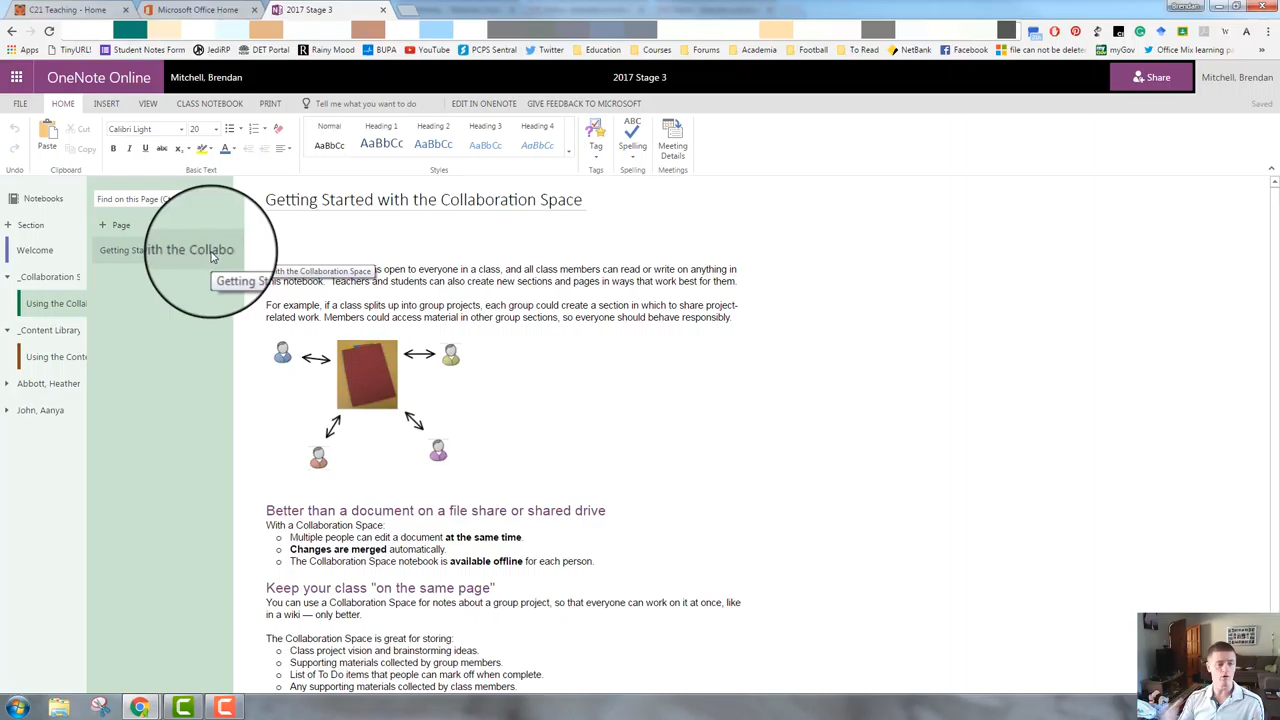 Brendan
C21 Teaching - Home
Microsoft Office Home
2017 Stage 3
Apps
TinyURL!
Student Notes Form
JediRP
DET Portal
Rainy Mood
BUPA
YouTube
PCPS Sentral
Twitter
Education
Courses
Forums
Academia
Football
To Read
NetBank
Facebook
file can not be delete
myGov
Office Mix learning p
OneNote Online
Mitchell, Brendan
2017 Stage 3
Share
Mitchell, Brendan
FILE
HOME
INSERT
VIEW
CLASS NOTEBOOK
PRINT
Tell me what you want to do
EDIT IN ONENOTE
GIVE FEEDBACK TO MICROSOFT
Saved
Paste
Cut
Copy
Calibri Light
20
Normal
AaBbCc
Heading 1
AaBbCc
Heading 2
AaBbCc
Heading 3
AaBbCc
Heading 4
AaBbCc
Tag
Spelling
Meeting
Details
Undo
Clipboard
Basic Text
Styles
Tags
Spelling
Meetings
Notebooks
Section
Welcome
_Collaboration S
Using the Colla
_Content Library
Using the Conte
Abbott, Heather
John, Aanya
Find on this Page (C
Page
Getting Sta
ith the Collabo
Getting St
with the Collaboration Space
Getting Started with the Collaboration Space
is open to everyone in a class, and all class members can read or write on anything in
this notebook. Teachers and students can also create new sections and pages in ways that work best for them.
For example, if a class splits up into group projects, each group could create a section in which to share project-
related work. Members could access material in other group sections, so everyone should behave responsibly.
Better than a document on a file share or shared drive
With a Collaboration Space:
o Multiple people can edit a document at the same time.
o Changes are merged automatically.
o The Collaboration Space notebook is available offline for each person.
Keep your class "on the same page"
You can use a Collaboration Space for notes about a group project, so that everyone can work on it at once, like
in a wiki — only better.
The Collaboration Space is great for storing:
o Class project vision and brainstorming ideas.
o Supporting materials collected by group members.
o List of To Do items that people can mark off when complete.
o Any supporting materials collected by class members.